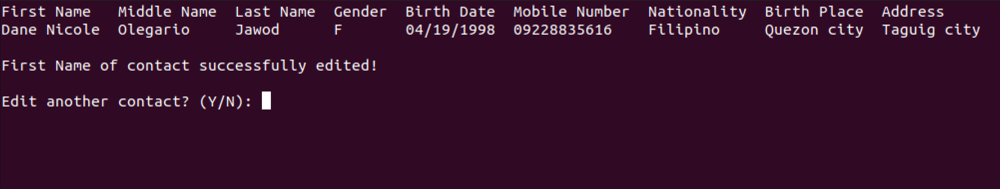 First Name   Middle Name  Last Name  Gender  Birth Date  Mobile Number  Nationality  Birth Place  Address
Dane Nicole  Olegario     Jawod      F       04/19/1998  09228835616    Filipino     Quezon city  Taguig city
First Name of contact successfully edited!
Edit another contact? (Y/N):